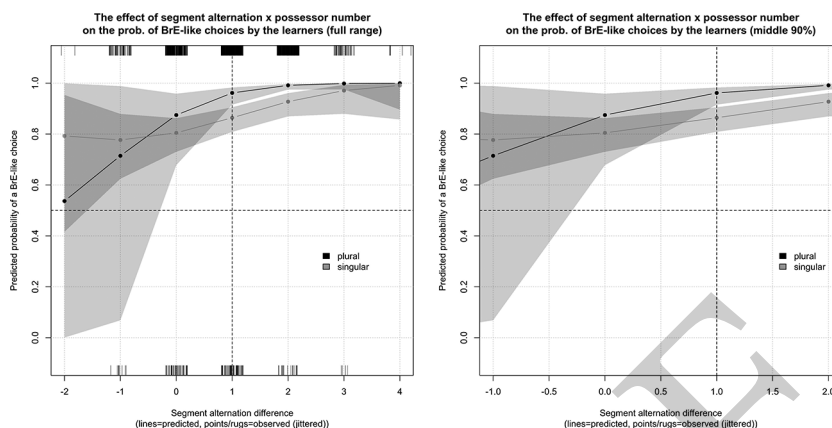 The effect of segment alternation x possessor number
on the prob. of BrE-like choices by the learners (full range)
Predicted probability of a BrE-like choice
1.0
0.8
0.6
0.4
0.2
0.0
plural
singular
-2 -1 0 1 2 3 4
Segment alternation difference
(lines=predicted, points/rugs=observed (jittered))
The effect of segment alternation x possessor number
on the prob. of BrE-like choices by the learners (middle 90%)
Predicted probability of a BrE-like choice
1.0
0.8
0.6
0.4
0.2
0.0
plural
singular
-1.0 -0.5 0.0 0.5 1.0 1.5 2.0
Segment alternation difference
(lines=predicted, points/rugs=observed (jittered))